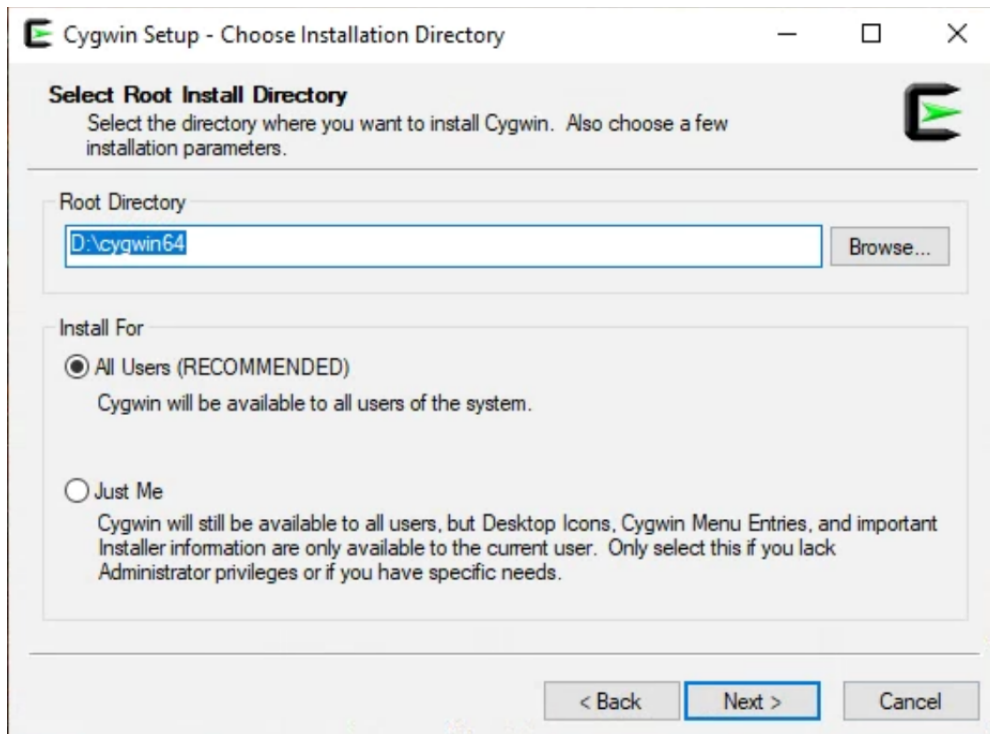 Cygwin Setup - Choose Installation Directory
Select Root Install Directory
Select the directory where you want to install Cygwin. Also choose a few
installation parameters.
Root Directory
D:\cygwin64
Browse...
Install For
All Users (RECOMMENDED)
Cygwin will be available to all users of the system.
Just Me
Cygwin will still be available to all users, but Desktop Icons, Cygwin Menu Entries, and important
Installer information are only available to the current user. Only select this if you lack
Administrator privileges or if you have specific needs.
< Back
Next >
Cancel